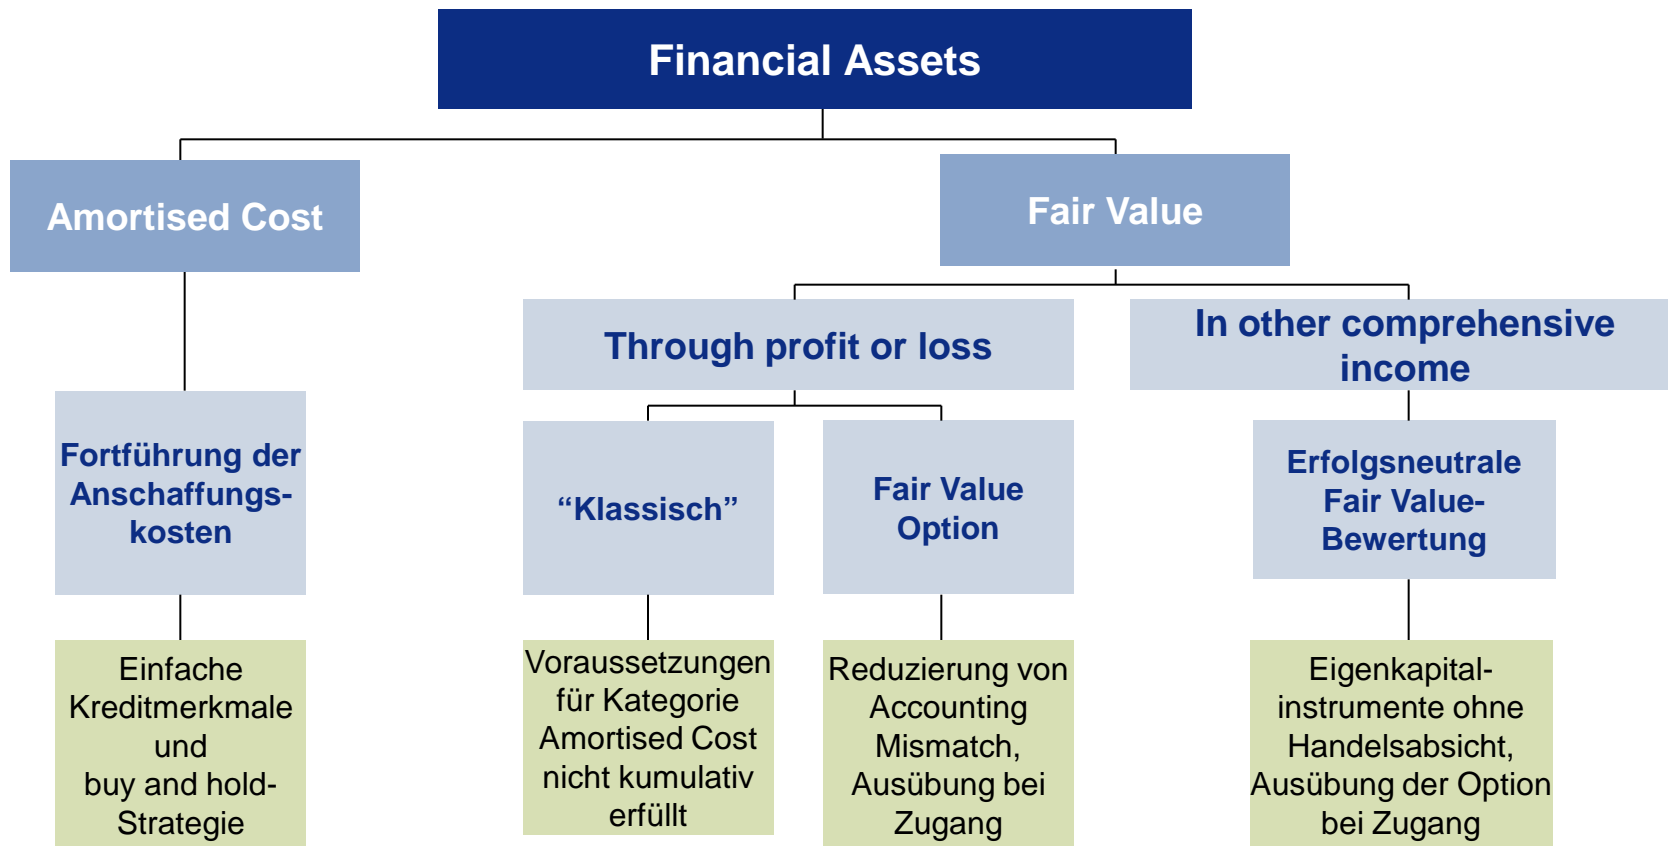 Financial Assets
Amortised Cost
Fair Value
Through profit or loss
In other comprehensive
income
Fortführung der
Anschaffungs-
kosten
“Klassisch”
Fair Value
Option
Erfolgsneutrale
Fair Value-
Bewertung
Einfache
Kreditmerkmale
und
buy and hold-
Strategie
Voraussetzungen
für Kategorie
Amortised Cost
nicht kumulativ
erfüllt
Reduzierung von
Accounting
Mismatch,
Ausübung bei
Zugang
Eigenkapital-
instrumente ohne
Handelsabsicht,
Ausübung der Option
bei Zugang